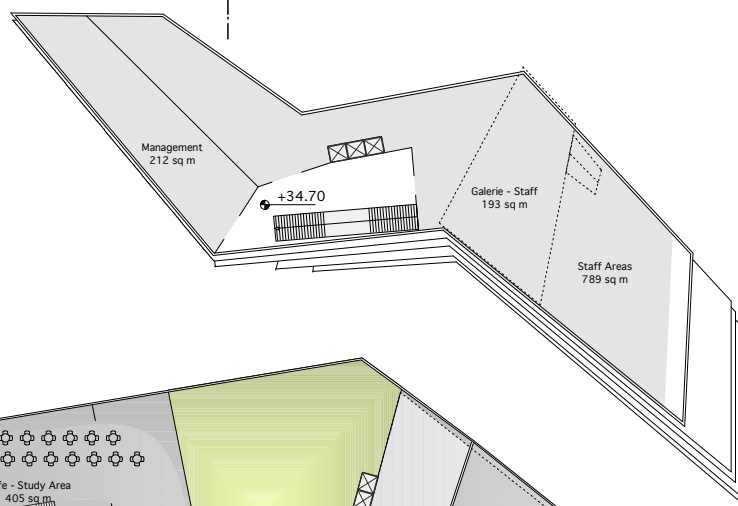 Management
212 sq m
+34.70
Galerie - Staff
193 sq m
Staff Areas
789 sq m
fe - Study Area
405 sq m